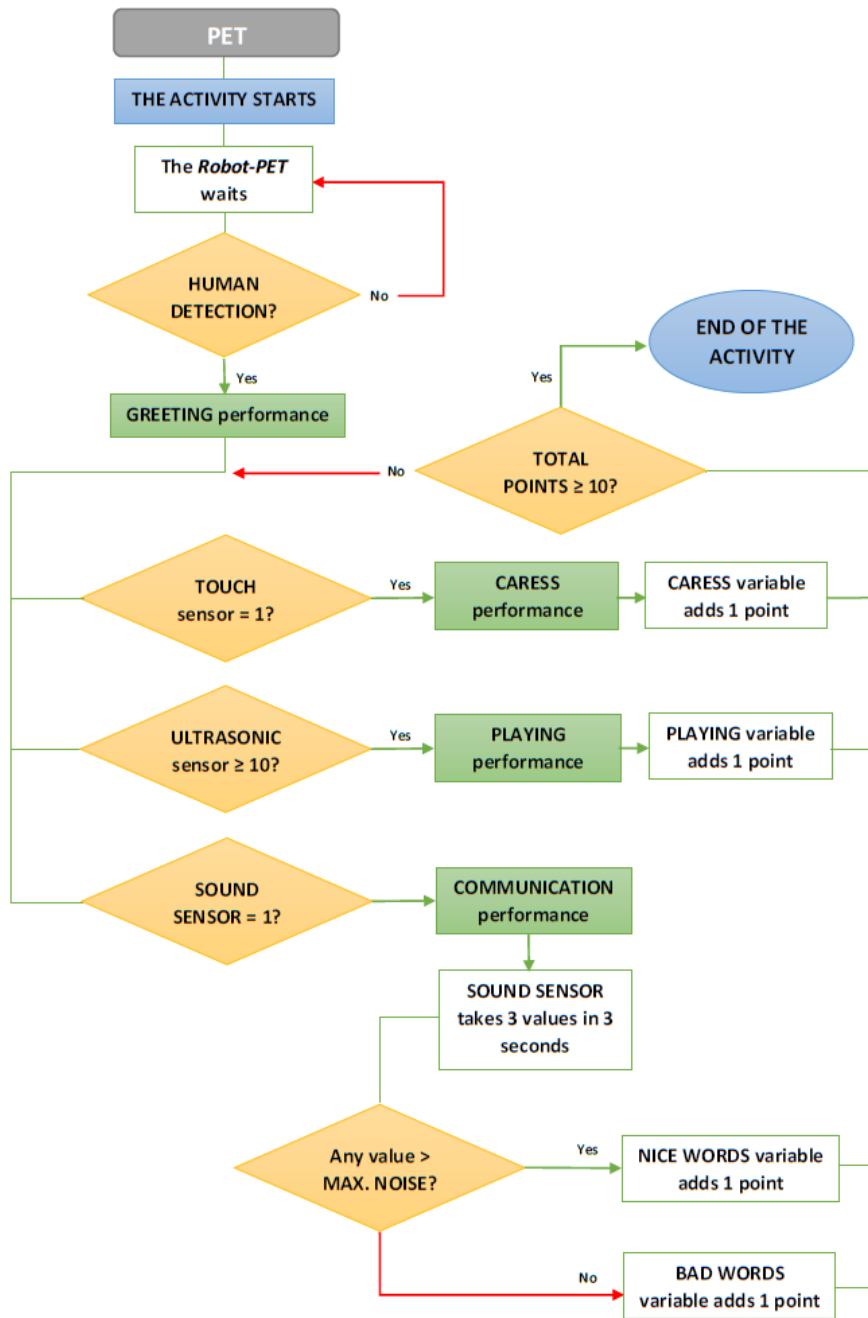 PET
THE ACTIVITY STARTS
The Robot-PET
waits
HUMAN
DETECTION?
No
Yes
GREETING performance
END OF THE
ACTIVITY
Yes
TOTAL
POINTS ≥ 10?
No
TOUCH
sensor = 1?
Yes
CARESS
performance
CARESS variable
adds 1 point
ULTRASONIC
sensor ≥ 10?
Yes
PLAYING
performance
PLAYING variable
adds 1 point
SOUND
SENSOR = 1?
COMMUNICATION
performance
SOUND SENSOR
takes 3 values in 3
seconds
Any value >
MAX. NOISE?
Yes
NICE WORDS variable
adds 1 point
No
BAD WORDS
variable adds 1 point